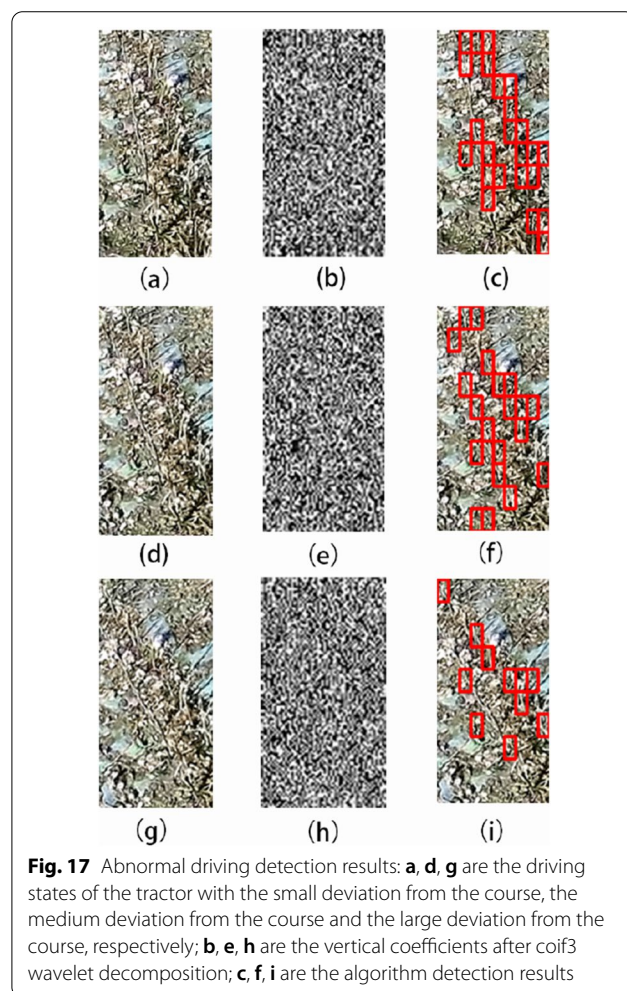 (a) (b) (c)
(d) (e) (f)
(g) (h) (i)
Fig. 17 Abnormal driving detection results: a, d, g are the driving
states of the tractor with the small deviation from the course, the
medium deviation from the course and the large deviation from the
course, respectively; b, e, h are the vertical coefficients after coif3
wavelet decomposition; c, f, i are the algorithm detection results